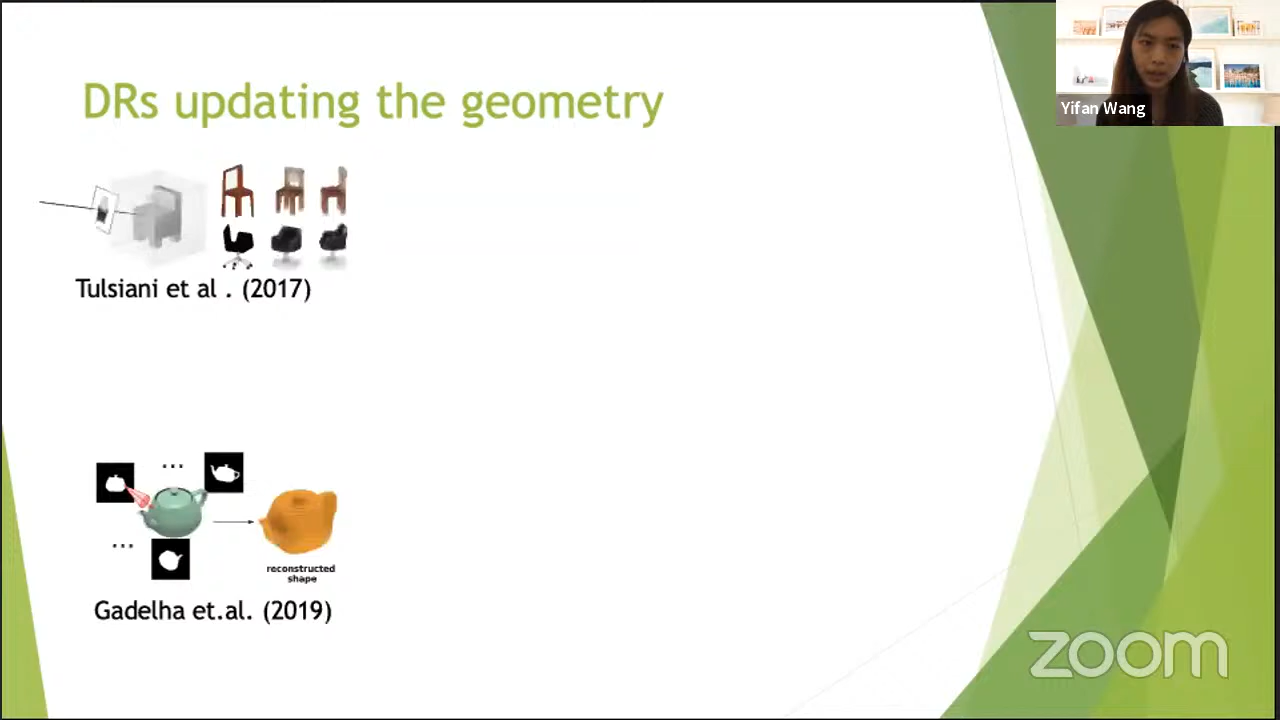 DRs updating the geometry
Yifan Wang
Tulsiani et al . (2017)
...
...
reconstructed
shape
Gadelha et.al. (2019)
zoom